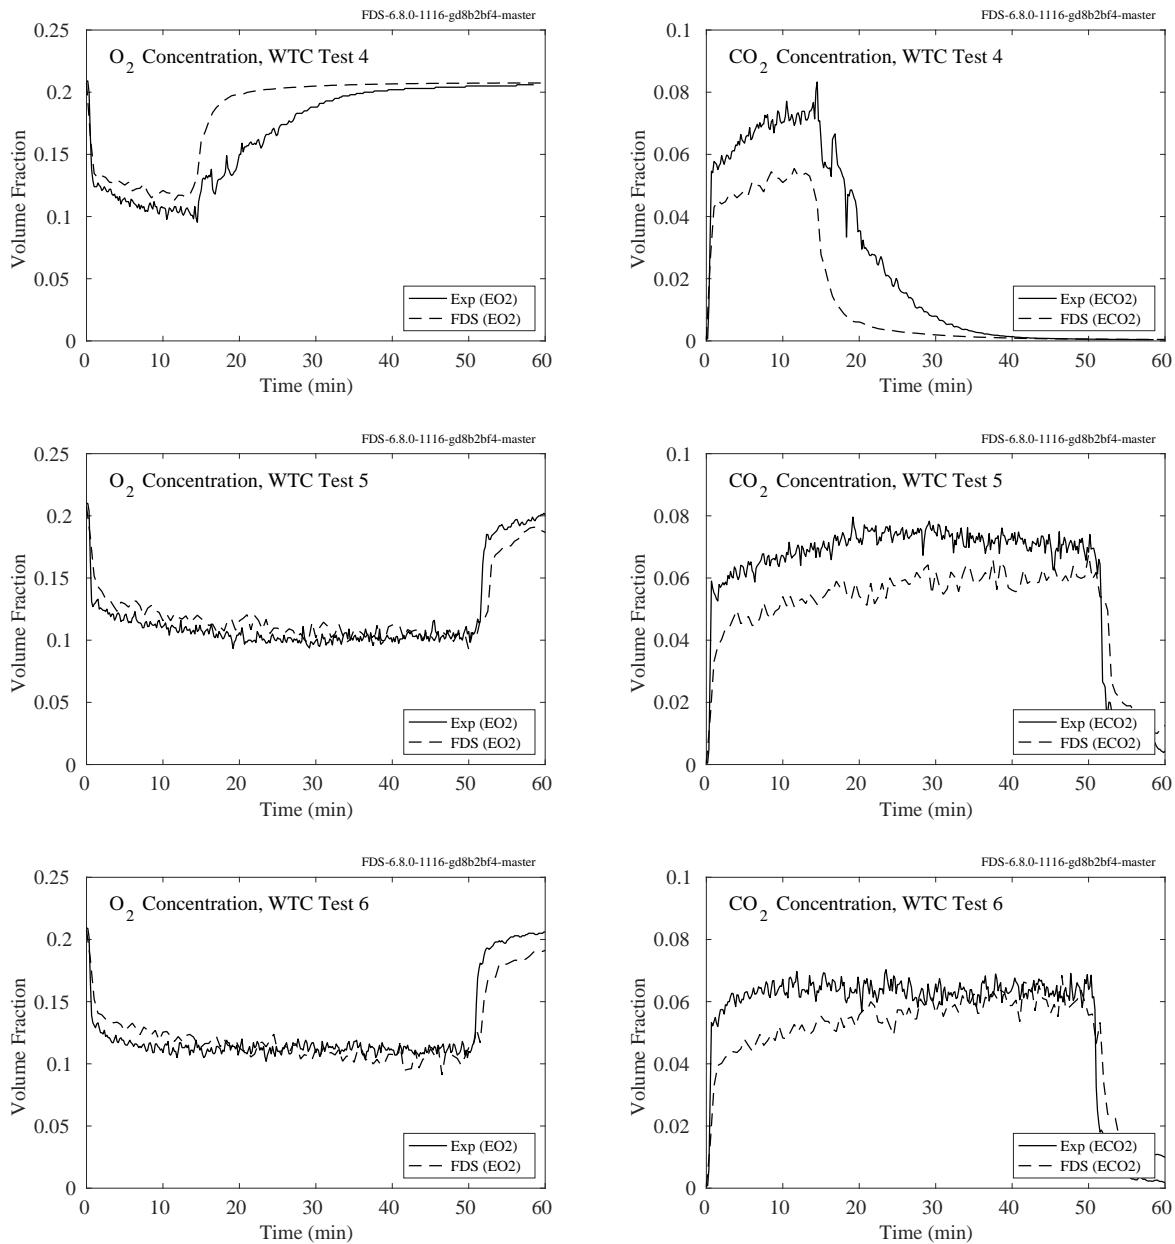 FDS-6.8.0-1116-gd8b2bf4-master
O2 Concentration, WTC Test 4
Volume Fraction
0.25
0.2
0.15
0.1
0.05
0
Exp (EO2)
FDS (EO2)
0 10 20 30 40 50 60
Time (min)
FDS-6.8.0-1116-gd8b2bf4-master
CO2 Concentration, WTC Test 4
Volume Fraction
0.1
0.08
0.06
0.04
0.02
0
Exp (ECO2)
FDS (ECO2)
0 10 20 30 40 50 60
Time (min)
FDS-6.8.0-1116-gd8b2bf4-master
O2 Concentration, WTC Test 5
Volume Fraction
0.25
0.2
0.15
0.1
0.05
0
Exp (EO2)
FDS (EO2)
0 10 20 30 40 50 60
Time (min)
FDS-6.8.0-1116-gd8b2bf4-master
CO2 Concentration, WTC Test 5
Volume Fraction
0.1
0.08
0.06
0.04
0.02
0
Exp (ECO2)
FDS (ECO2)
0 10 20 30 40 50 60
Time (min)
FDS-6.8.0-1116-gd8b2bf4-master
O2 Concentration, WTC Test 6
Volume Fraction
0.25
0.2
0.15
0.1
0.05
0
Exp (EO2)
FDS (EO2)
0 10 20 30 40 50 60
Time (min)
FDS-6.8.0-1116-gd8b2bf4-master
CO2 Concentration, WTC Test 6
Volume Fraction
0.1
0.08
0.06
0.04
0.02
0
Exp (ECO2)
FDS (ECO2)
0 10 20 30 40 50 60
Time (min)